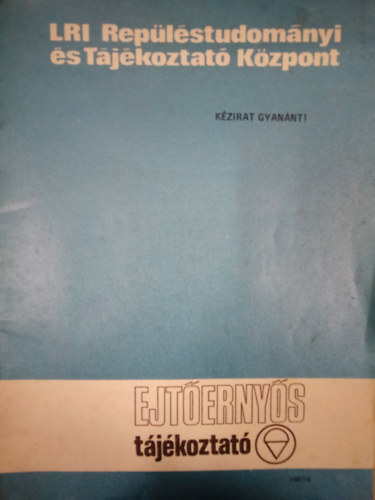 LRI Repüléstudományi
és Tájékoztató Központ
KÉZIRAT GYANÁNT!
EJTŐERNYŐS
tájékoztató